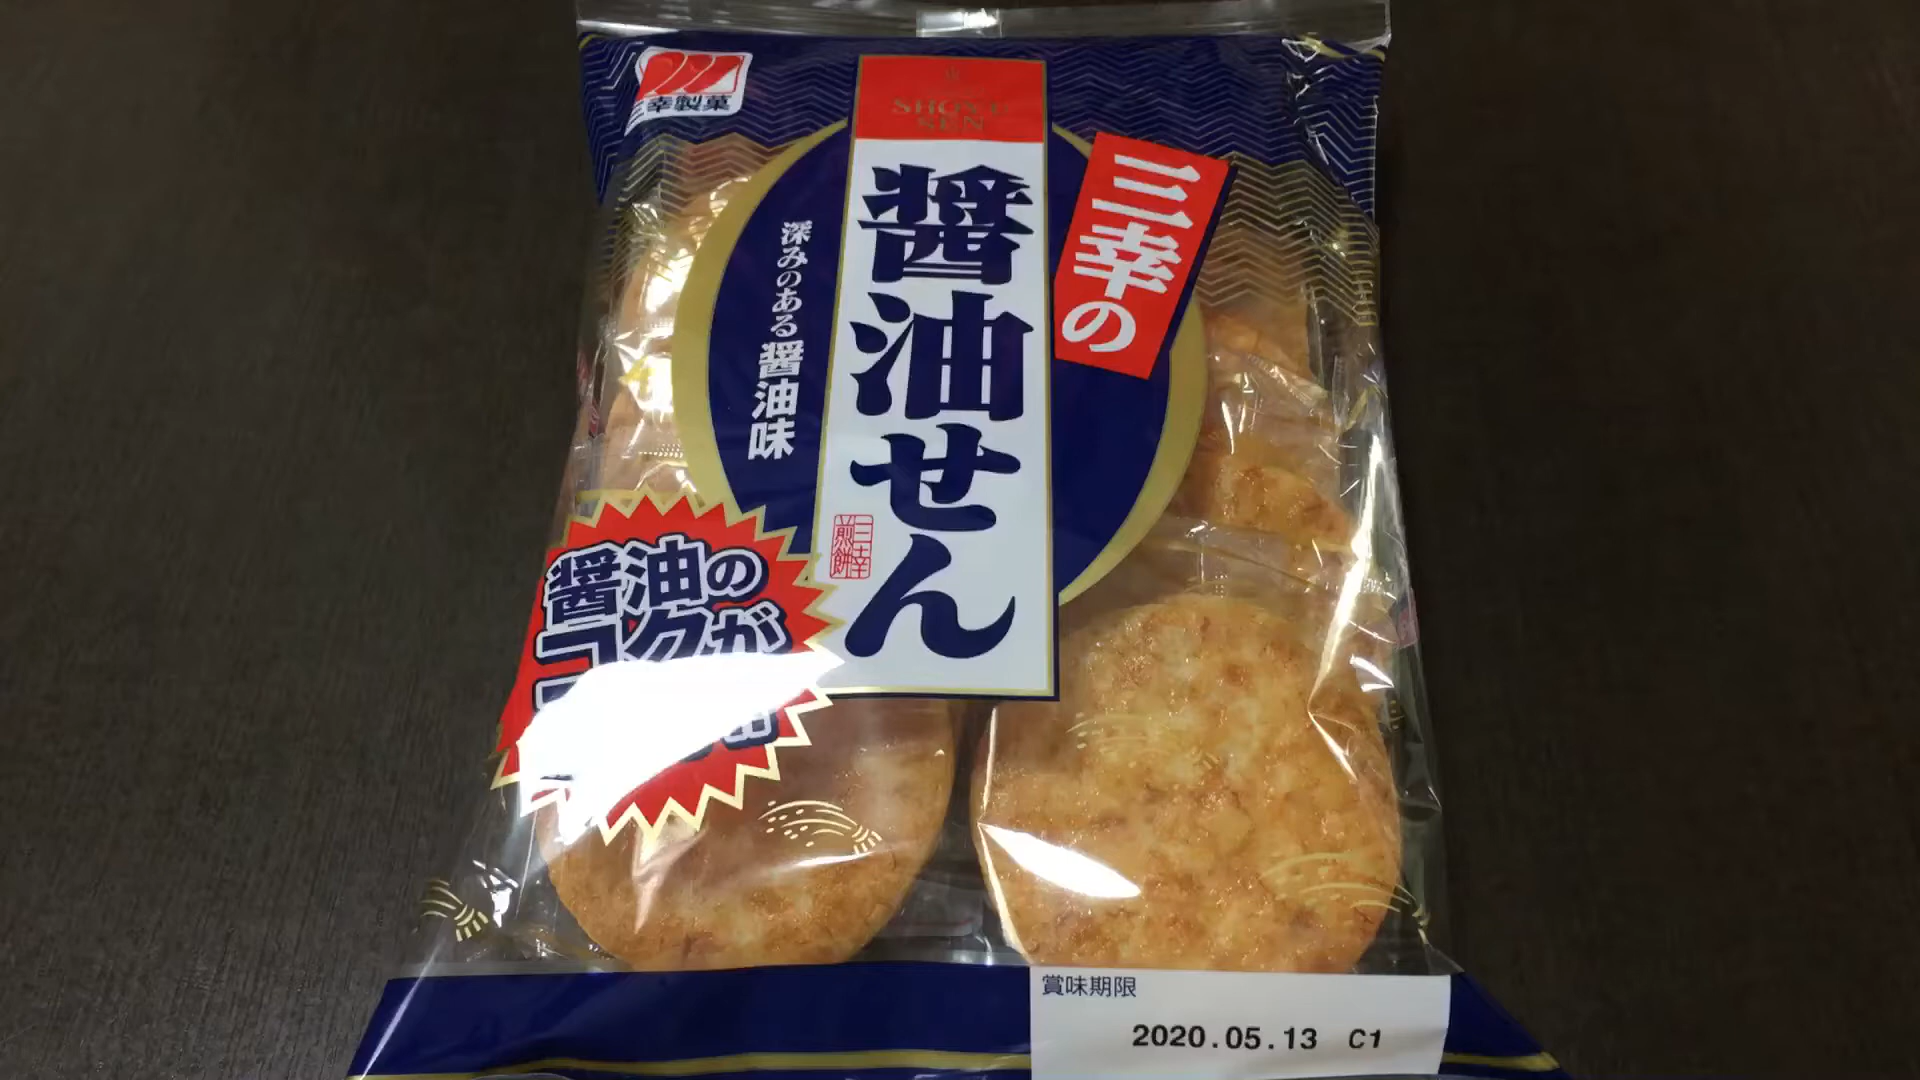 三幸製菓
SHOYU
SEN
三幸の
醤油せん
深みのある醤油味
三幸
煎餅
醤油の
コクが
賞味期限
2020.05.13 C1